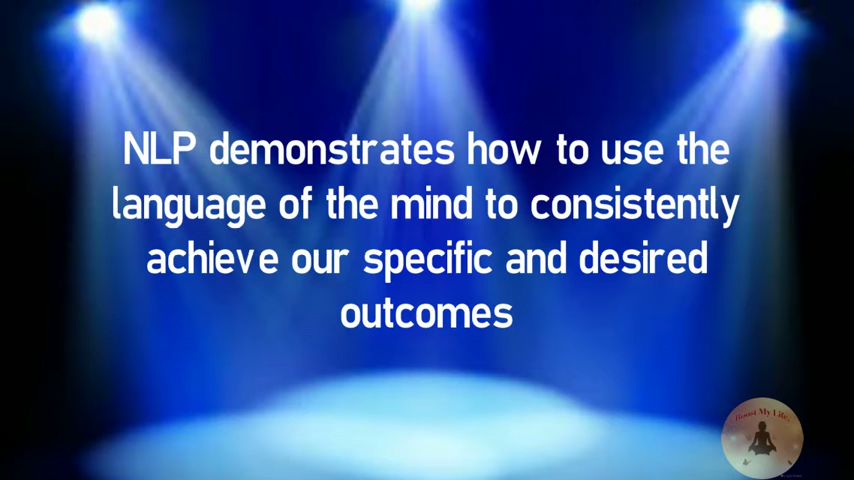 NLP demonstrates how to use the
language of the mind to consistently
achieve our specific and desired
outcomes
Boost My Life